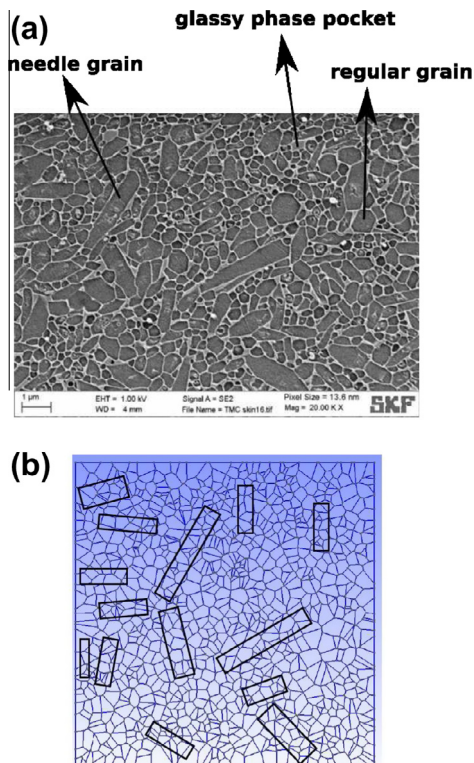 (a)
glassy phase pocket
needle grain
regular grain
1 µm
EHT = 1.00 kV
Signal A = SE2
Pixel Size = 13.6 nm
WD = 4 mm
File Name = TMC skin16.tif
Mag = 20.00 K X
SKF
(b)